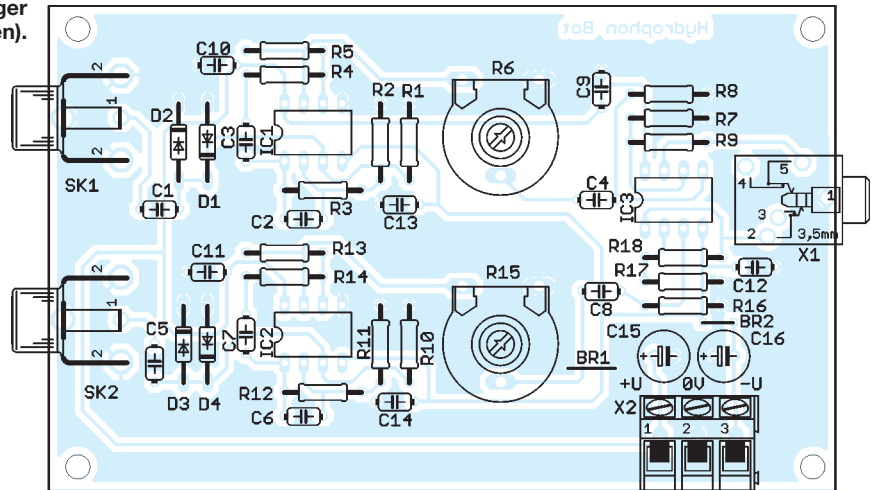 ger
en).
Hydrophon Bot
C10
R5
R4
R2 R1
R6
C9
R8
R7
R9
2
1
2
SK1
D2
D1
C3
IC1
C1
R3
C2
C13
C4
IC3
5
4
3
2
1
3,5mm
X1
C11
R13
R14
R15
R18
R17
R16
C12
C8
BR2
2
1
2
SK2
C5
D3 D4
C7
IC2
R11
R10
R12
C6
C14
BR1
C15
C16
+
+
+U 0V -U
X2
1 2 3